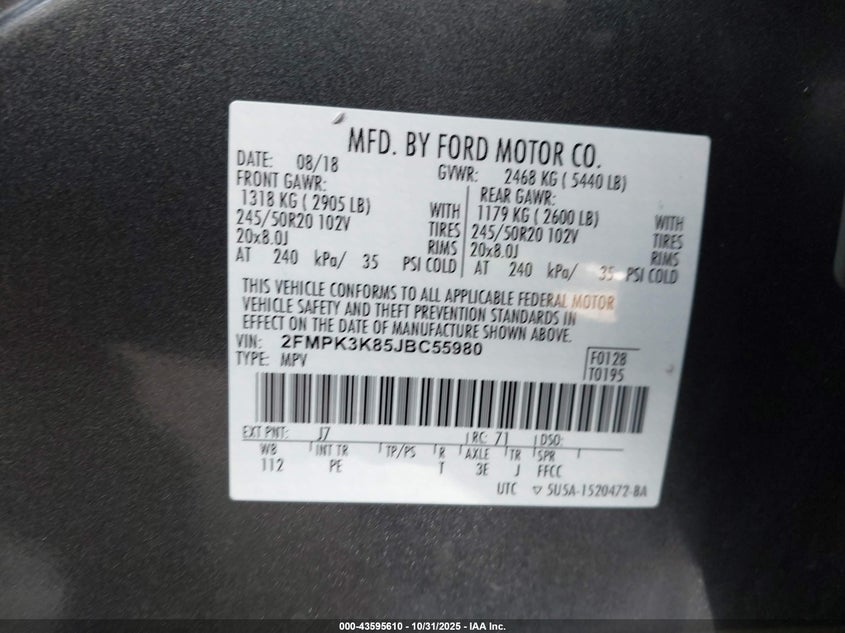 MFD. BY FORD MOTOR CO.
DATE: 08/18 GVWR: 2468 KG ( 5440 LB)
FRONT GAWR: REAR GAWR:
1318 KG ( 2905 LB) WITH 1179 KG ( 2600 LB) WITH
245/50R20 102V TIRES 245/50R20 102V TIRES
20x8.0J RIMS 20x8.0J RIMS
AT 240 kPa/ 35 PSI COLD AT 240 kPa/ 35 PSI COLD
THIS VEHICLE CONFORMS TO ALL APPLICABLE FEDERAL MOTOR
VEHICLE SAFETY AND THEFT PREVENTION STANDARDS IN
EFFECT ON THE DATE OF MANUFACTURE SHOWN ABOVE.
VIN: 2FMPK3K85JBC55980 F0128
TYPE: MPV T0195
EXT PNT: J7 RC: 71 DSO:
WB INT TR TP/PS R AXLE TR SPR
112 PE T 3E J FFCC
UTC ▽ 5U5A-1520472-BA
000-43595610 - 10/31/2025 - IAA Inc.